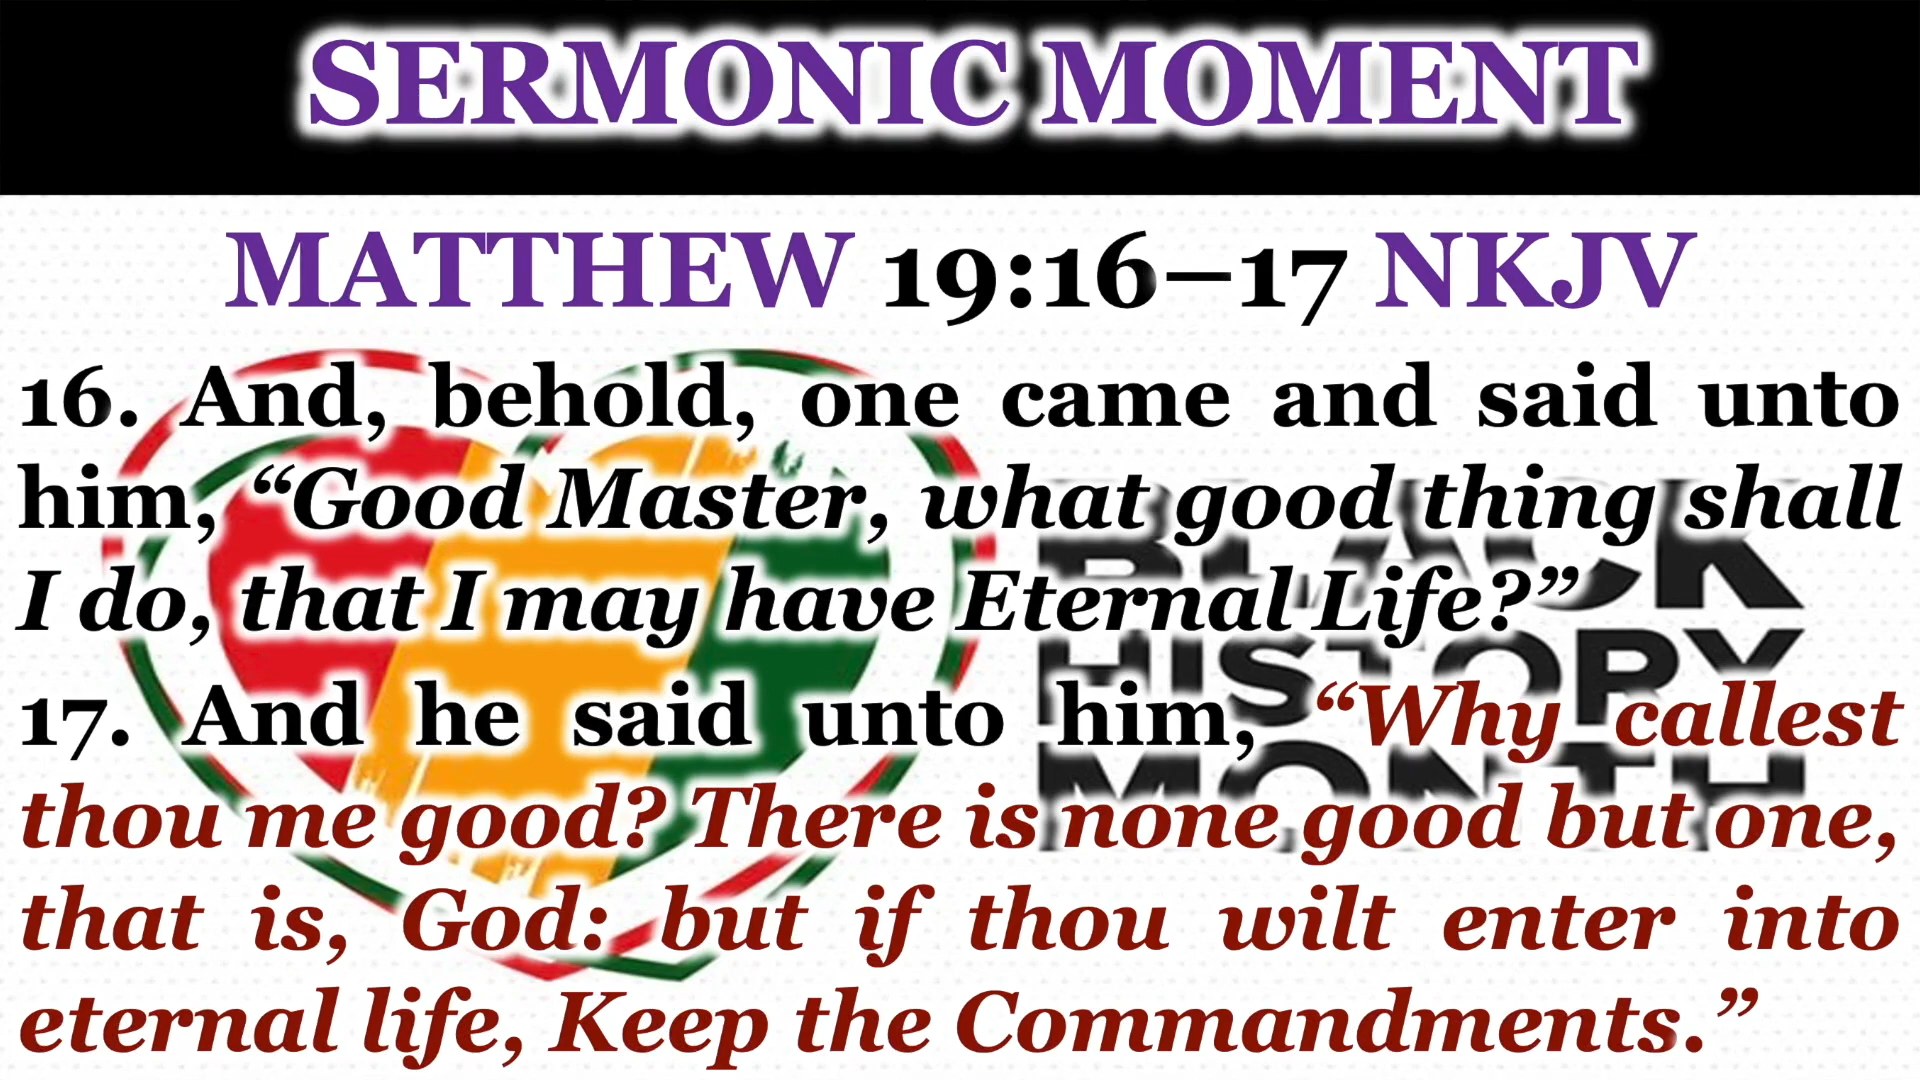 SERMONIC MOMENT
MATTHEW 19:16–17 NKJV
16. And, behold, one came and said unto
him, “Good Master, what good thing shall
I do, that I may have Eternal Life?”
17. And he said unto him, “Why callest
thou me good? There is none good but one,
that is, God: but if thou wilt enter into
eternal life, Keep the Commandments.”
BLACK
HISTORY
MONTH